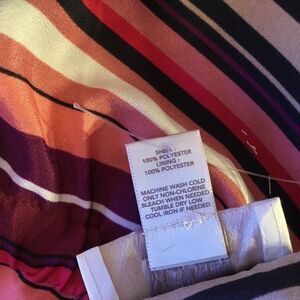 SHELL :
100% POLYESTER
LINING :
100% POLYESTER
MACHINE WASH COLD
ONLY NON-CHLORINE
BLEACH WHEN NEEDED
TUMBLE DRY LOW
COOL IRON IF NEEDED